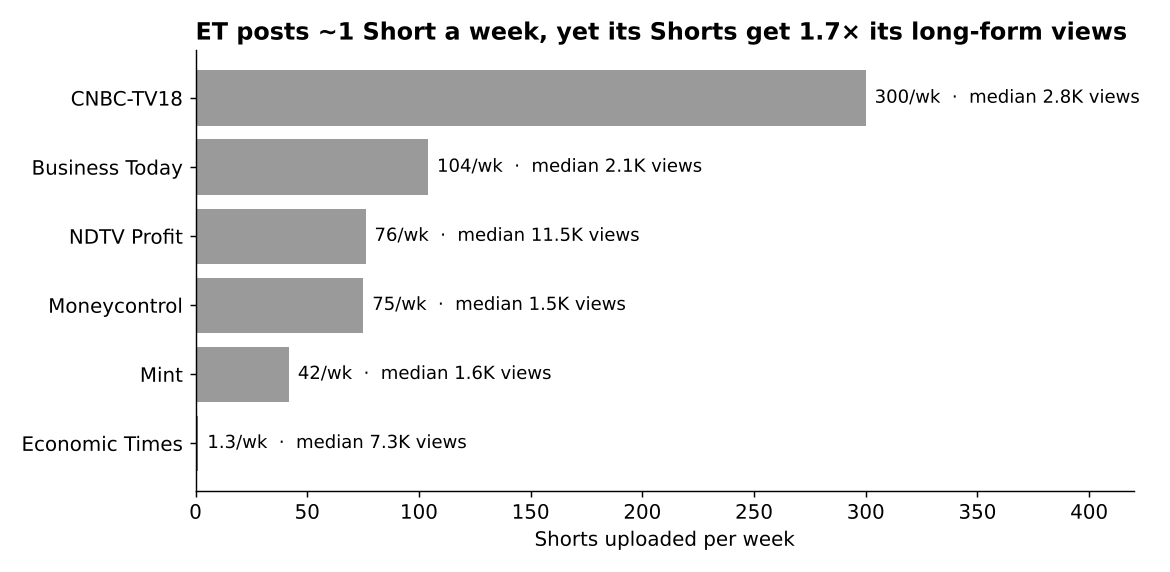 ET posts ~1 Short a week, yet its Shorts get 1.7× its long-form views
CNBC-TV18
300/wk · median 2.8K views
Business Today
104/wk · median 2.1K views
NDTV Profit
76/wk · median 11.5K views
Moneycontrol
75/wk · median 1.5K views
Mint
42/wk · median 1.6K views
Economic Times
1.3/wk · median 7.3K views
0 50 100 150 200 250 300 350 400
Shorts uploaded per week